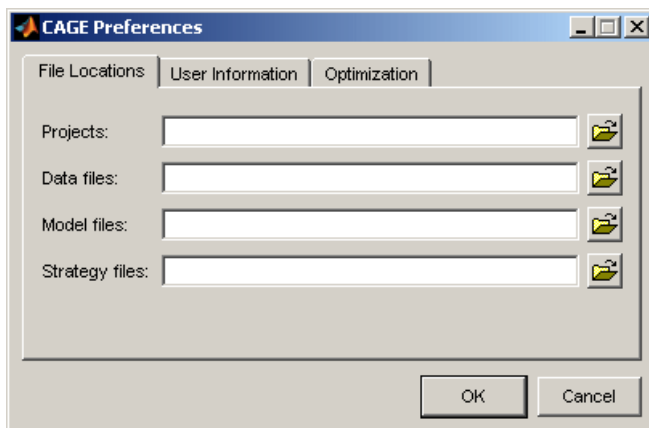 CAGE Preferences
File Locations User Information Optimization
Projects:
Data files:
Model files:
Strategy files:
OK Cancel